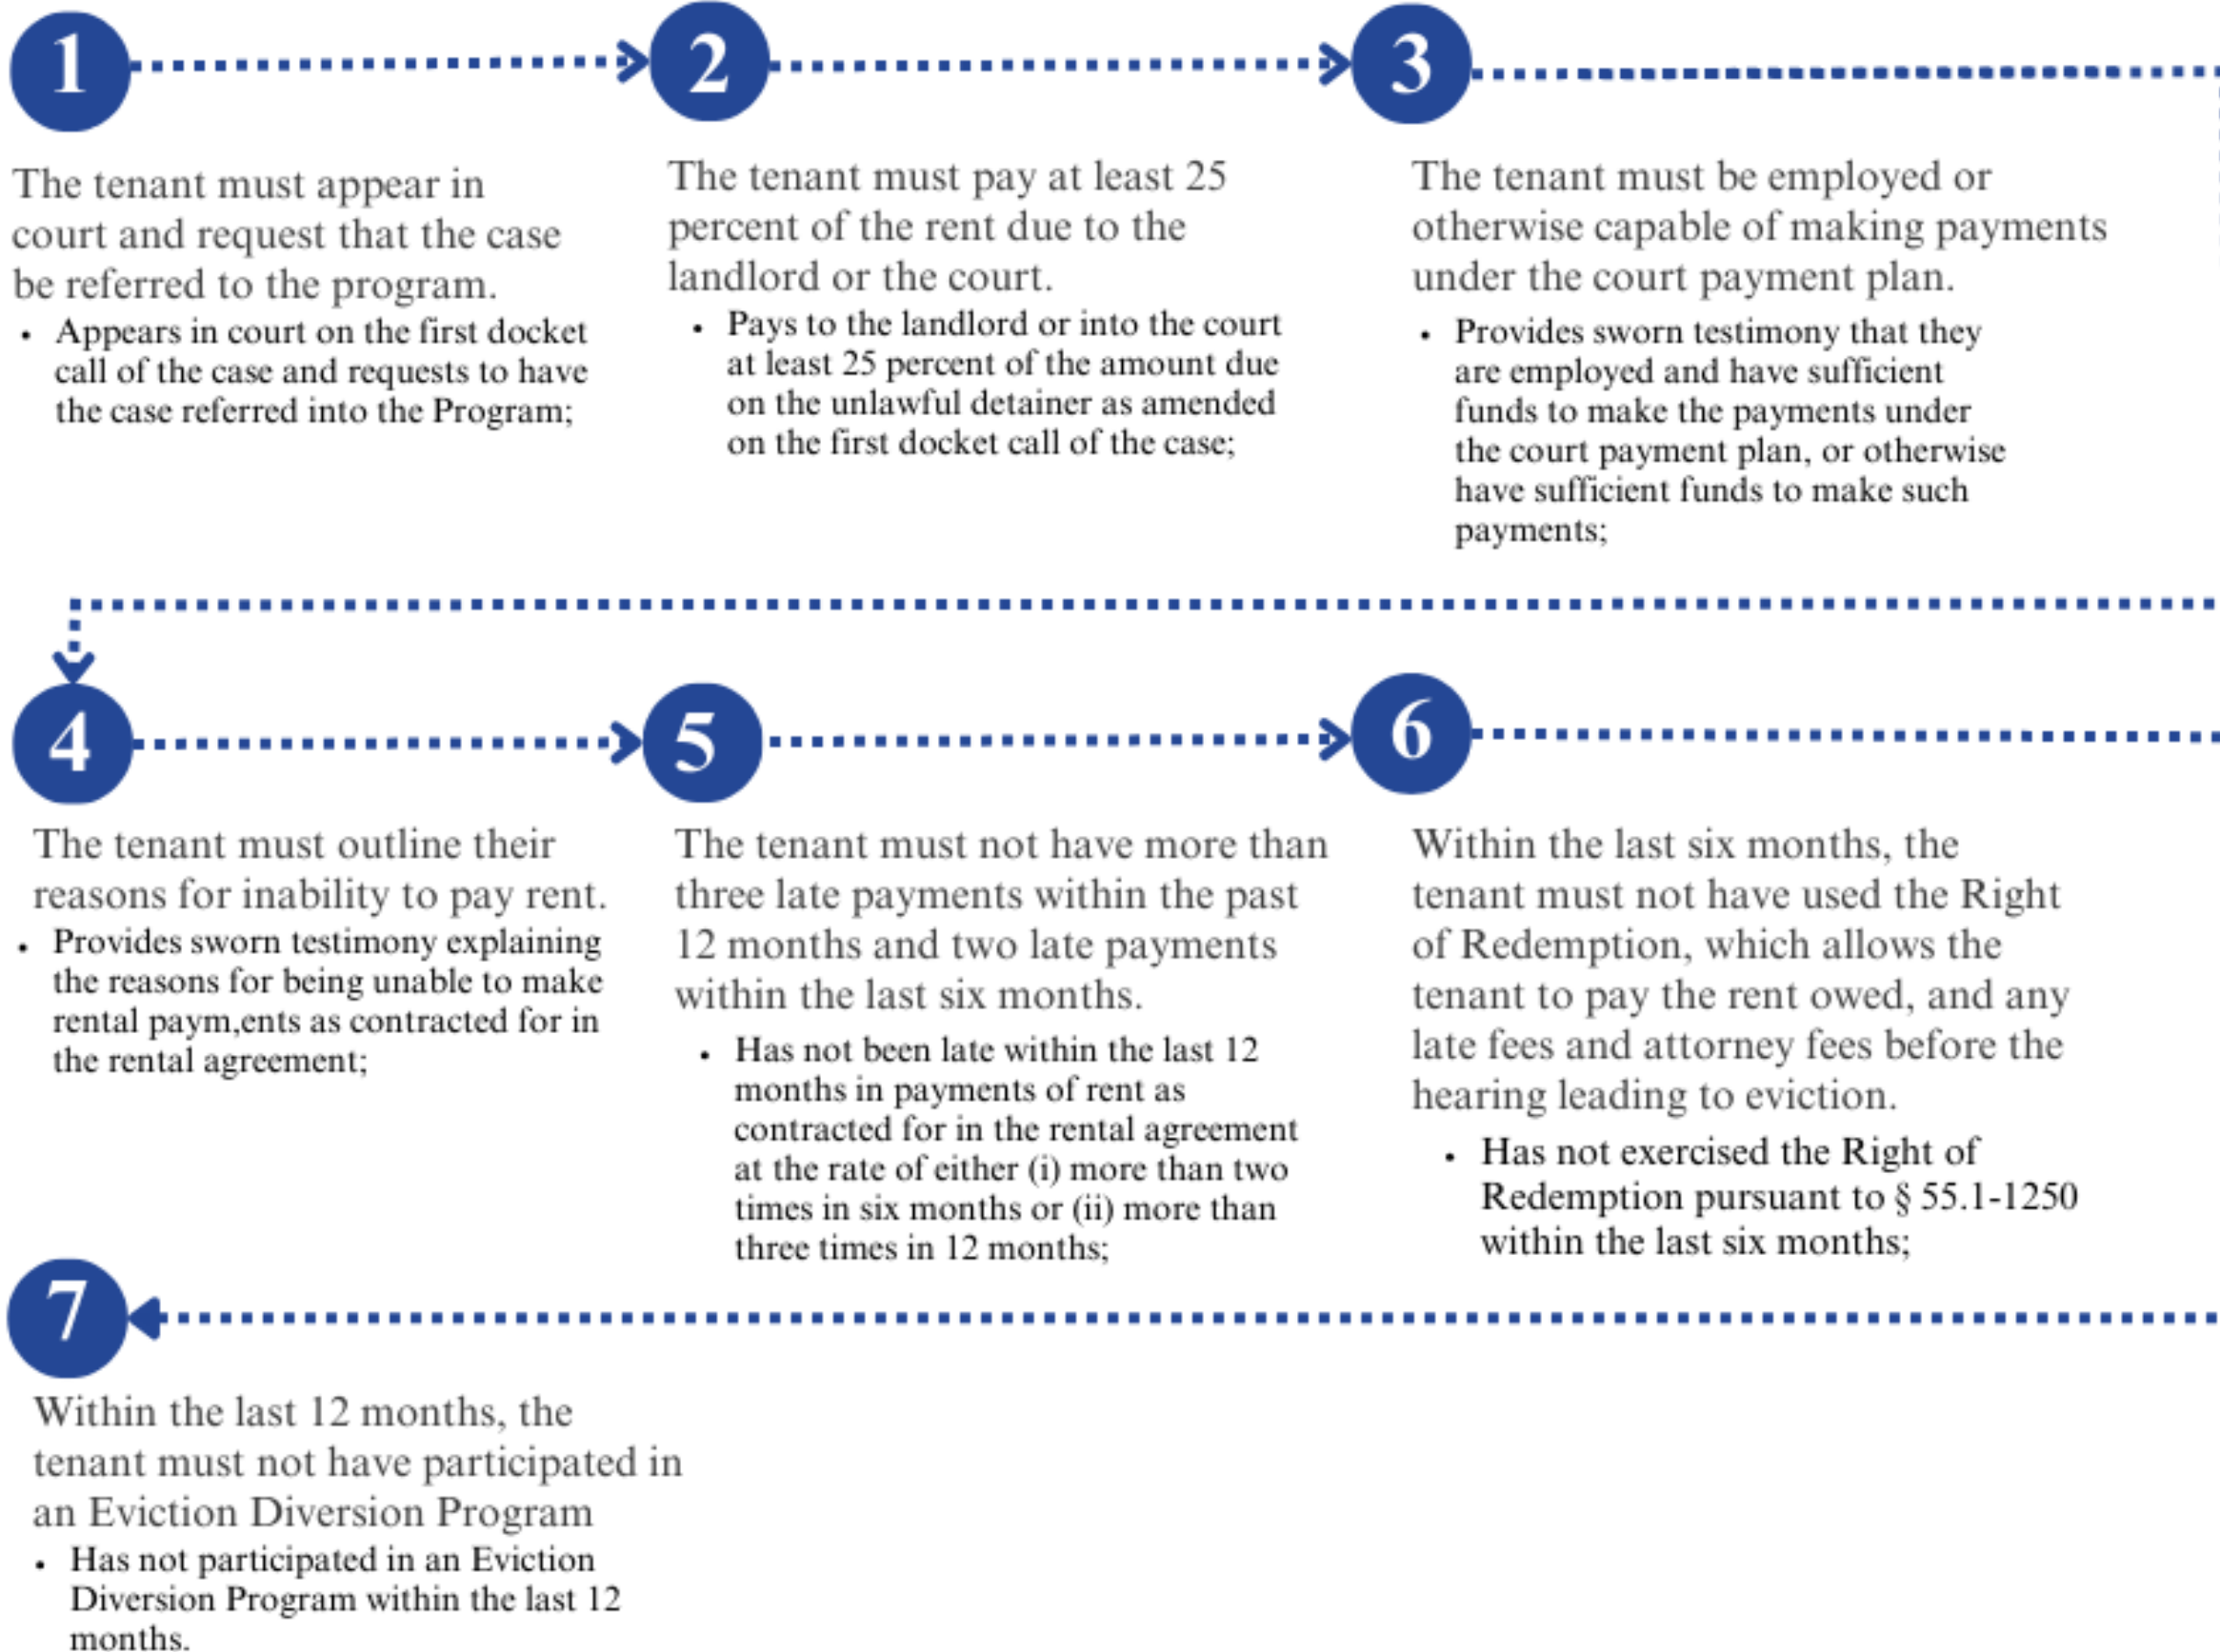 1
The tenant must appear in
court and request that the case
be referred to the program.
• Appears in court on the first docket
call of the case and requests to have
the case referred into the Program;
2
The tenant must pay at least 25
percent of the rent due to the
landlord or the court.
• Pays to the landlord or into the court
at least 25 percent of the amount due
on the unlawful detainer as amended
on the first docket call of the case;
3
The tenant must be employed or
otherwise capable of making payments
under the court payment plan.
• Provides sworn testimony that they
are employed and have sufficient
funds to make the payments under
the court payment plan, or otherwise
have sufficient funds to make such
payments;
4
The tenant must outline their
reasons for inability to pay rent.
• Provides sworn testimony explaining
the reasons for being unable to make
rental paym,ents as contracted for in
the rental agreement;
5
The tenant must not have more than
three late payments within the past
12 months and two late payments
within the last six months.
• Has not been late within the last 12
months in payments of rent as
contracted for in the rental agreement
at the rate of either (i) more than two
times in six months or (ii) more than
three times in 12 months;
6
Within the last six months, the
tenant must not have used the Right
of Redemption, which allows the
tenant to pay the rent owed, and any
late fees and attorney fees before the
hearing leading to eviction.
• Has not exercised the Right of
Redemption pursuant to § 55.1-1250
within the last six months;
7
Within the last 12 months, the
tenant must not have participated in
an Eviction Diversion Program
• Has not participated in an Eviction
Diversion Program within the last 12
months.